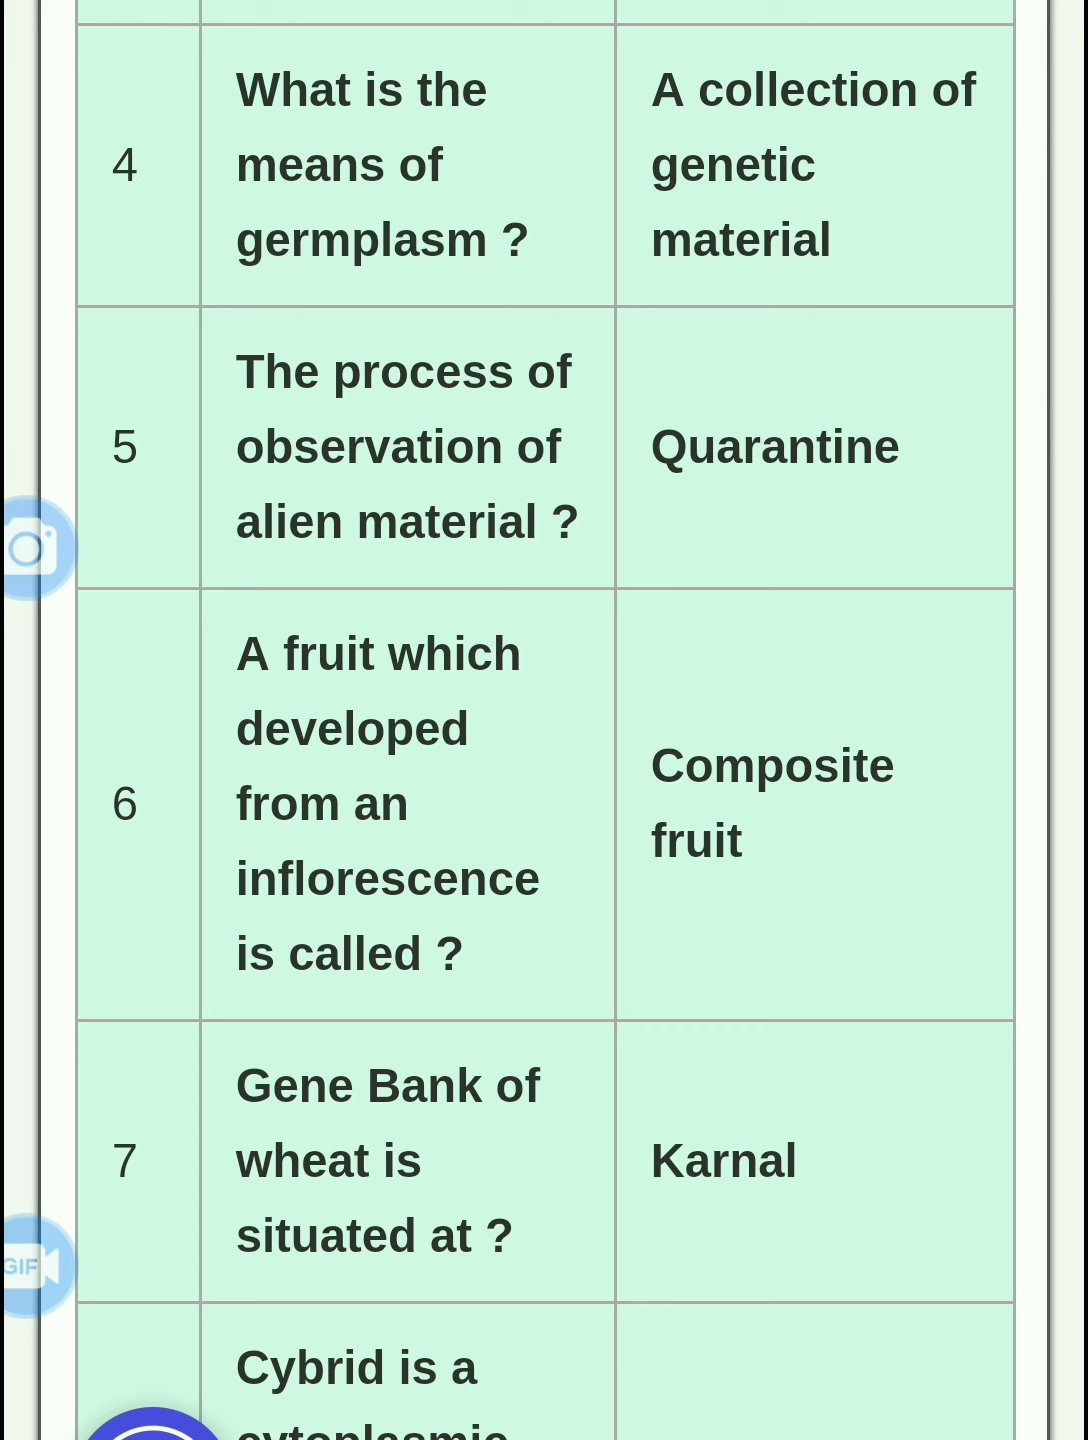 4
What is the
means of
germplasm ?
A collection of
genetic
material
5
The process of
observation of
alien material ?
Quarantine
6
A fruit which
developed
from an
inflorescence
is called ?
Composite
fruit
7
Gene Bank of
wheat is
situated at ?
Karnal
GIF
Cybrid is a
cytoplasmic